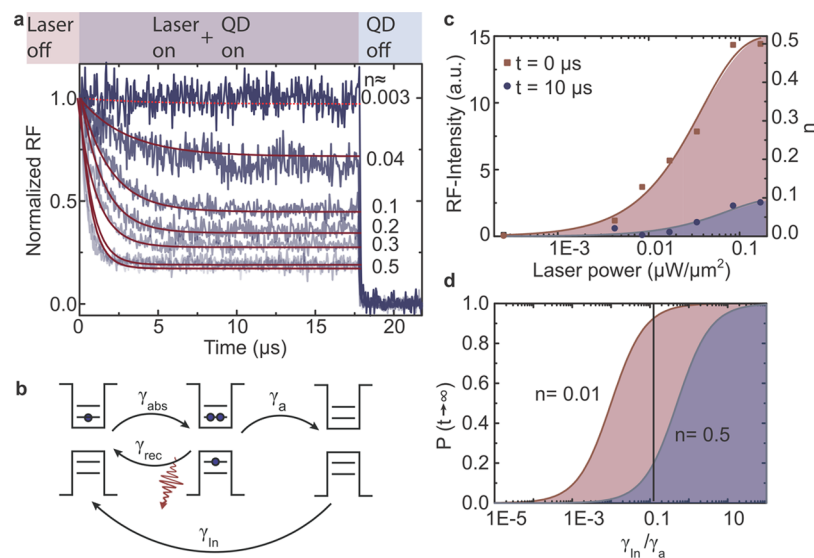 a
Laser off
Laser on + QD on
QD off
Normalized RF
1.0
0.5
0.0
n≈
0.003
0.04
0.1
0.2
0.3
0.5
0 5 10 15 20
Time (µs)
b
γabs
γa
γrec
γIn
c
RF-Intensity (a.u.)
15
10
5
0
t = 0 µs
t = 10 µs
0.5
0.4
0.3
0.2
0.1
0.0
n
1E-3 0.01 0.1
Laser power (µW/µm²)
d
P (t→∞)
1.0
0.8
0.6
0.4
0.2
0.0
n= 0.01
n= 0.5
1E-5 1E-3 0.1 10
γIn/γa